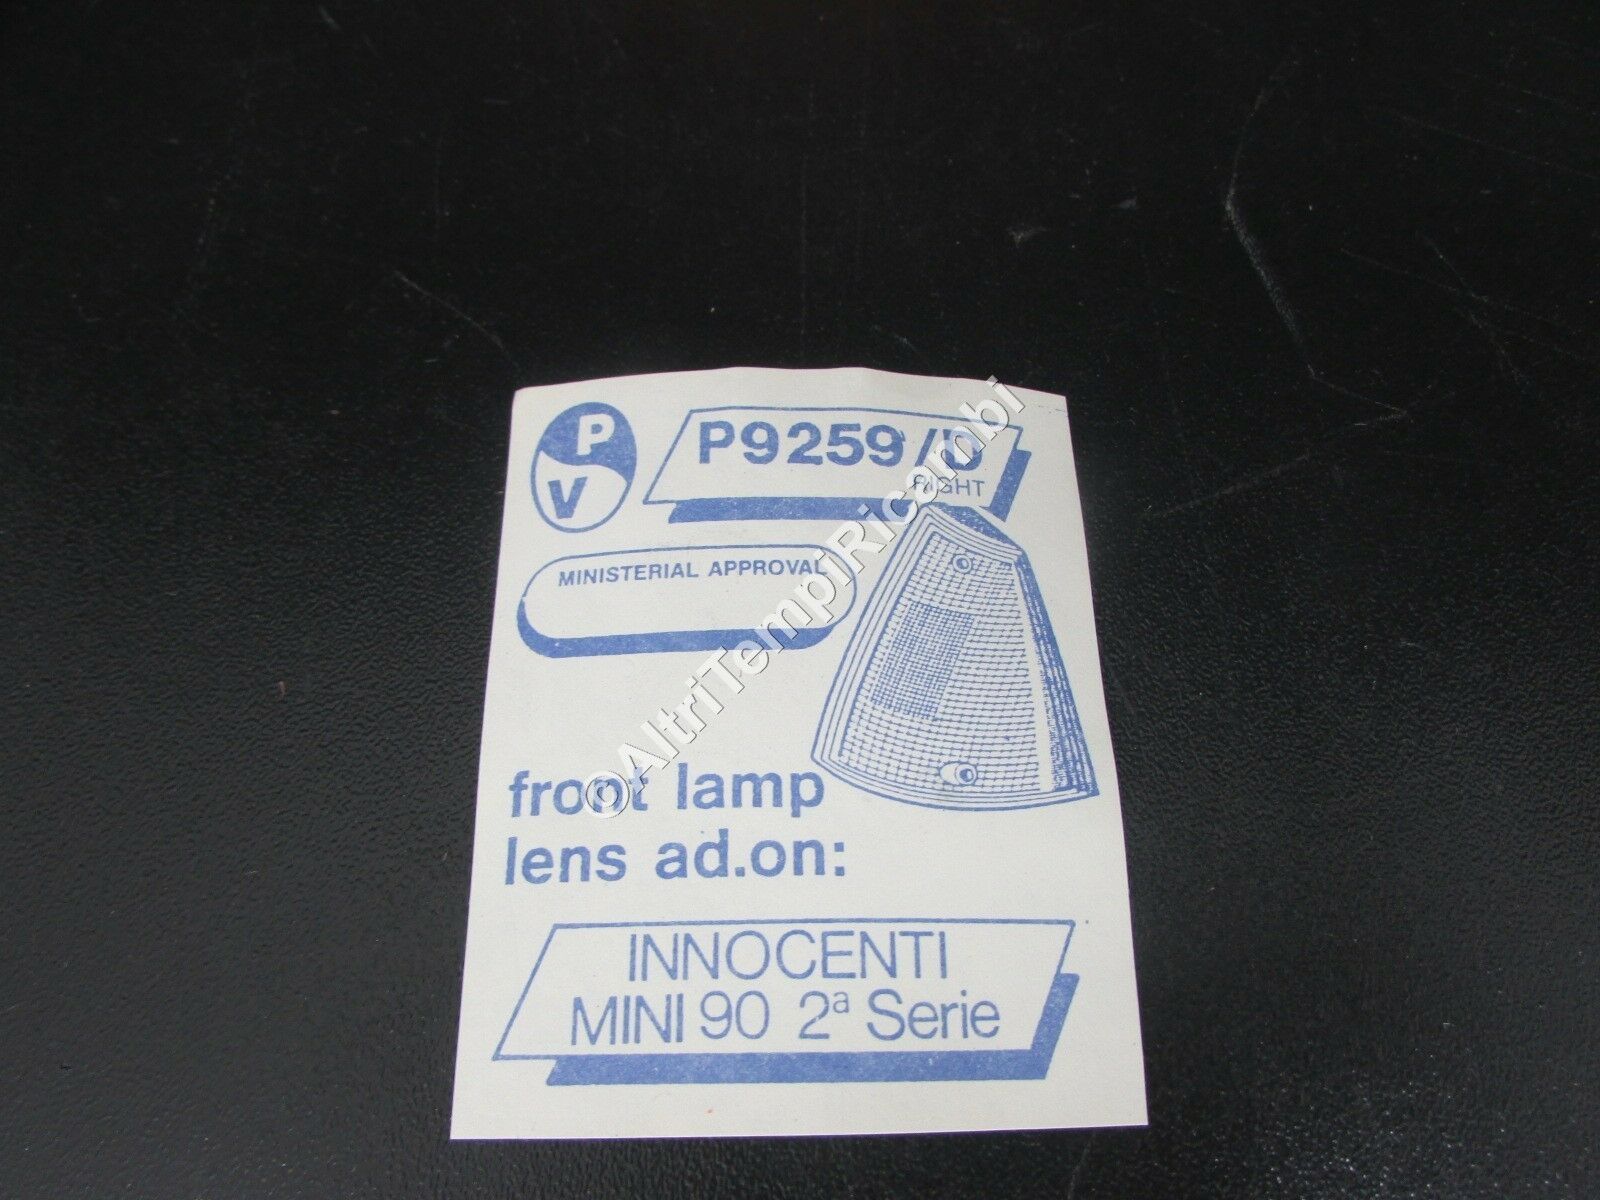 P
V
P9259/D
RIGHT
MINISTERIAL APPROVAL
front lamp
lens ad.on:
INNOCENTI
MINI 90 2ª Serie
©AltriTempiRicambi